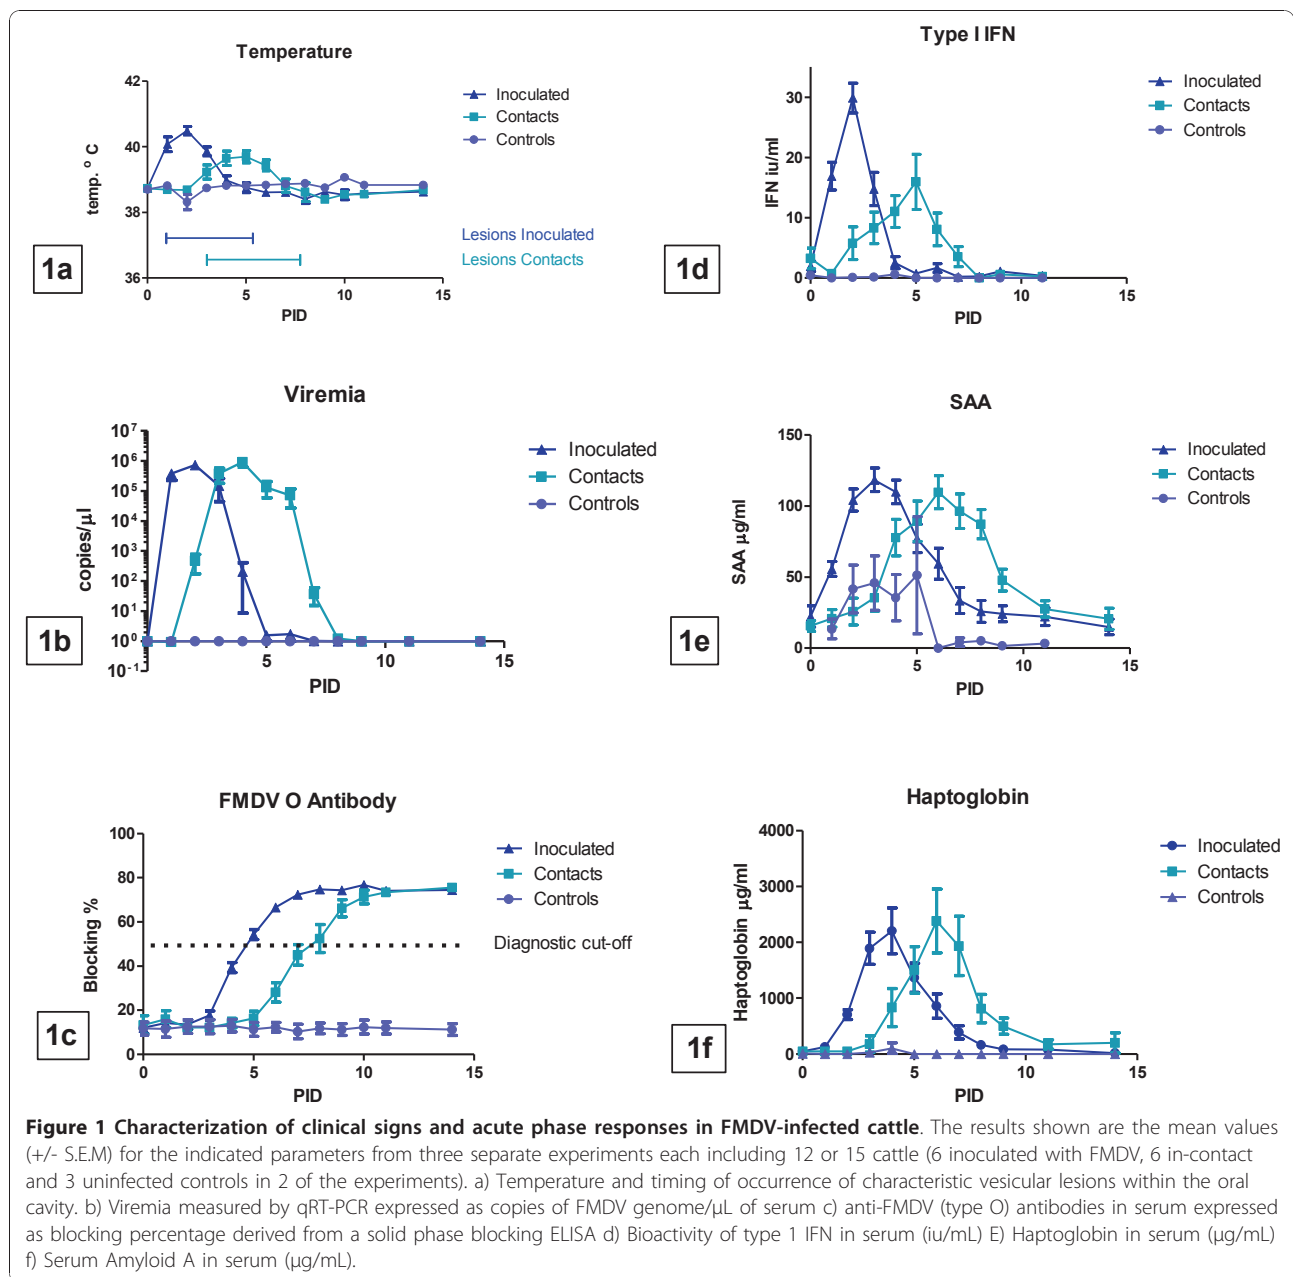 Temperature
42
40
38
36
temp. º C
0
5
10
15
PID
Inoculated
Contacts
Controls
Lesions Inoculated
Lesions Contacts
1a
Type I IFN
30
20
10
0
IFN iu/ml
0
5
10
15
PID
Inoculated
Contacts
Controls
1d
Viremia
10^7
10^6
10^5
10^4
10^3
10^2
10^1
10^0
10^-1
copies/µl
5
10
15
PID
Inoculated
Contacts
Controls
1b
SAA
150
100
50
0
SAA µg/ml
0
5
10
15
PID
Inoculated
Contacts
Controls
1e
FMDV O Antibody
100
80
60
40
20
0
Blocking %
0
5
10
15
PID
Inoculated
Contacts
Controls
Diagnostic cut-off
1c
Haptoglobin
4000
3000
2000
1000
0
Haptoglobin µg/ml
0
5
10
15
PID
Inoculated
Contacts
Controls
1f
Figure 1 Characterization of clinical signs and acute phase responses in FMDV-infected cattle. The results shown are the mean values
(+/- S.E.M) for the indicated parameters from three separate experiments each including 12 or 15 cattle (6 inoculated with FMDV, 6 in-contact
and 3 uninfected controls in 2 of the experiments). a) Temperature and timing of occurrence of characteristic vesicular lesions within the oral
cavity. b) Viremia measured by qRT-PCR expressed as copies of FMDV genome/µL of serum c) anti-FMDV (type O) antibodies in serum expressed
as blocking percentage derived from a solid phase blocking ELISA d) Bioactivity of type 1 IFN in serum (iu/mL) E) Haptoglobin in serum (µg/mL)
f) Serum Amyloid A in serum (µg/mL).